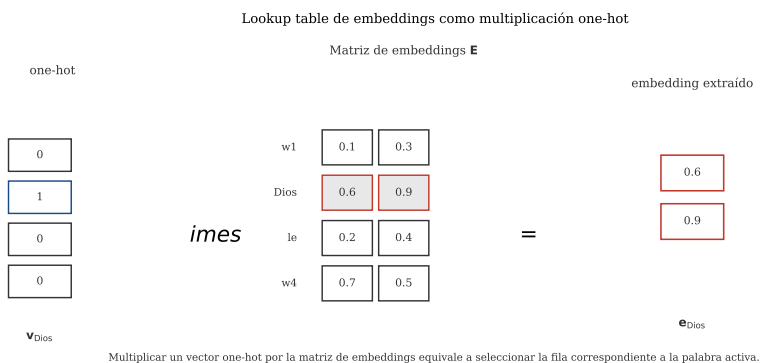 Lookup table de embeddings como multiplicación one-hot
Matriz de embeddings E
one-hot
embedding extraído
0
1
0
0
imes
w1 0.1 0.3
Dios 0.6 0.9
le 0.2 0.4
w4 0.7 0.5
=
0.6
0.9
v_Dios
e_Dios
Multiplicar un vector one-hot por la matriz de embeddings equivale a seleccionar la fila correspondiente a la palabra activa.